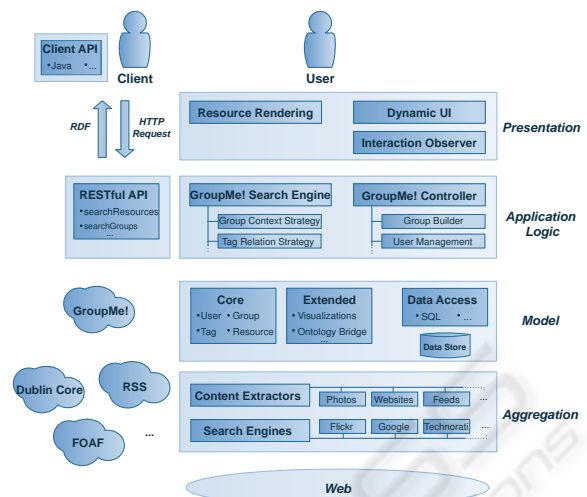 Client API
•Java •...
Client
User
RDF
HTTP
Request
Resource Rendering
Dynamic UI
Interaction Observer
Presentation
RESTful API
•searchResources
•searchGroups
...
GroupMe! Search Engine
Group Context Strategy
Tag Relation Strategy
GroupMe! Controller
Group Builder
User Management
Application
Logic
GroupMe!
Core
•User •Group
•Tag •Resource
Extended
•Visualizations
•Ontology Bridge
...
Data Access
•SQL •...
Data Store
Model
Dublin Core
RSS
FOAF
...
Content Extractors
Photos
Websites
Feeds
...
Search Engines
Flickr
Google
Technorati
...
Aggregation
Web